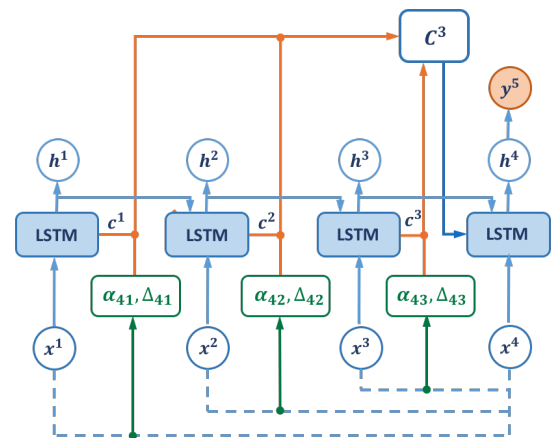 C³
y⁵
h¹ h² h³ h⁴
c¹ c² c³
LSTM LSTM LSTM LSTM
α₄₁, Δ₄₁ α₄₂, Δ₄₂ α₄₃, Δ₄₃
x¹ x² x³ x⁴